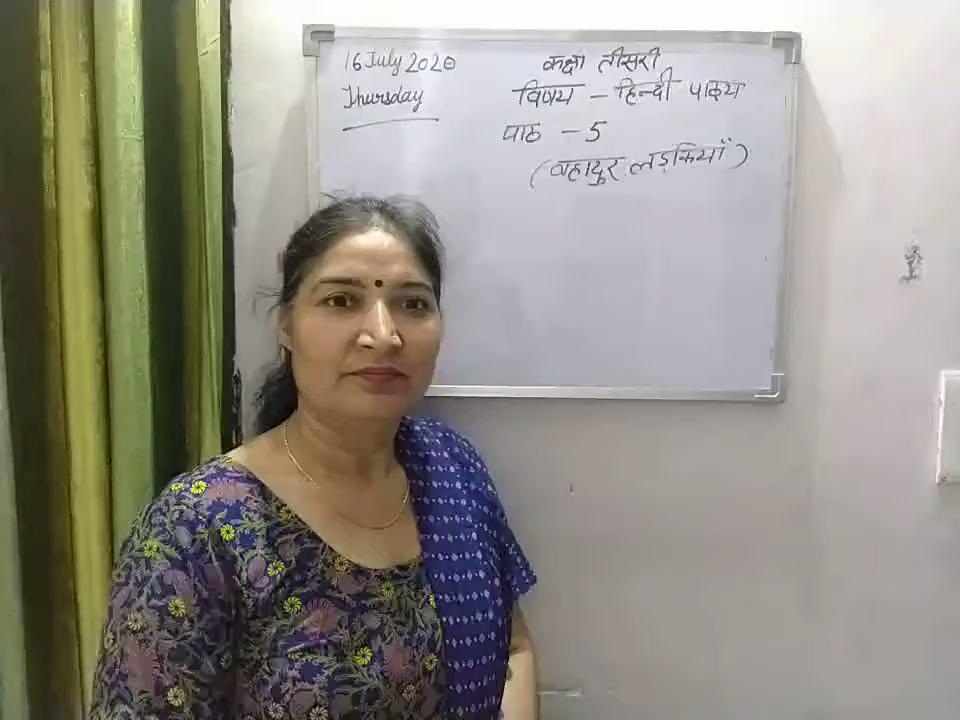 16 July 2020
Thursday
कक्षा तीसरी
विषय - हिन्दी पाठ्य
पाठ - 5
(बहादुर लड़कियाँ)